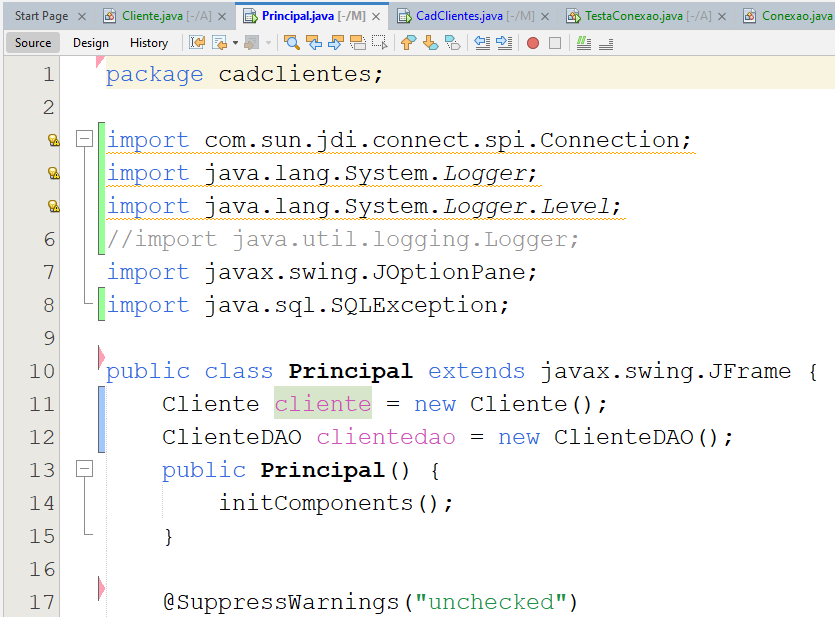 Start Page Cliente.java [-/A] Principal.java [-/M] CadClientes.java [-/M] TestaConexao.java [-/A] Conexao.java
Source Design History
1 package cadclientes;
2
import com.sun.jdi.connect.spi.Connection;
import java.lang.System.Logger;
import java.lang.System.Logger.Level;
6 //import java.util.logging.Logger;
7 import javax.swing.JOptionPane;
8 import java.sql.SQLException;
9
10 public class Principal extends javax.swing.JFrame {
11 Cliente cliente = new Cliente();
12 ClienteDAO clientedao = new ClienteDAO();
13 public Principal() {
14 initComponents();
15 }
16
17 @SuppressWarnings("unchecked")